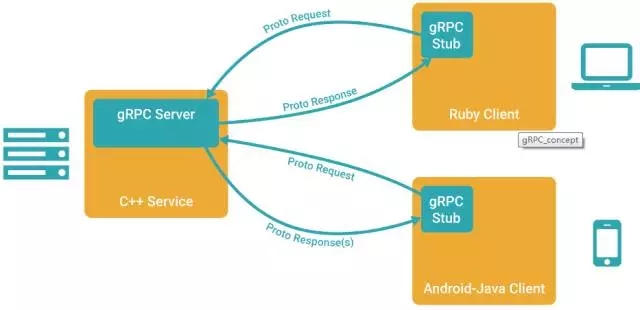 Proto Request
gRPC
Stub
Ruby Client
gRPC Server
Proto Response
gRPC_concept
C++ Service
Proto Request
gRPC
Stub
Proto Response(s)
Android-Java Client